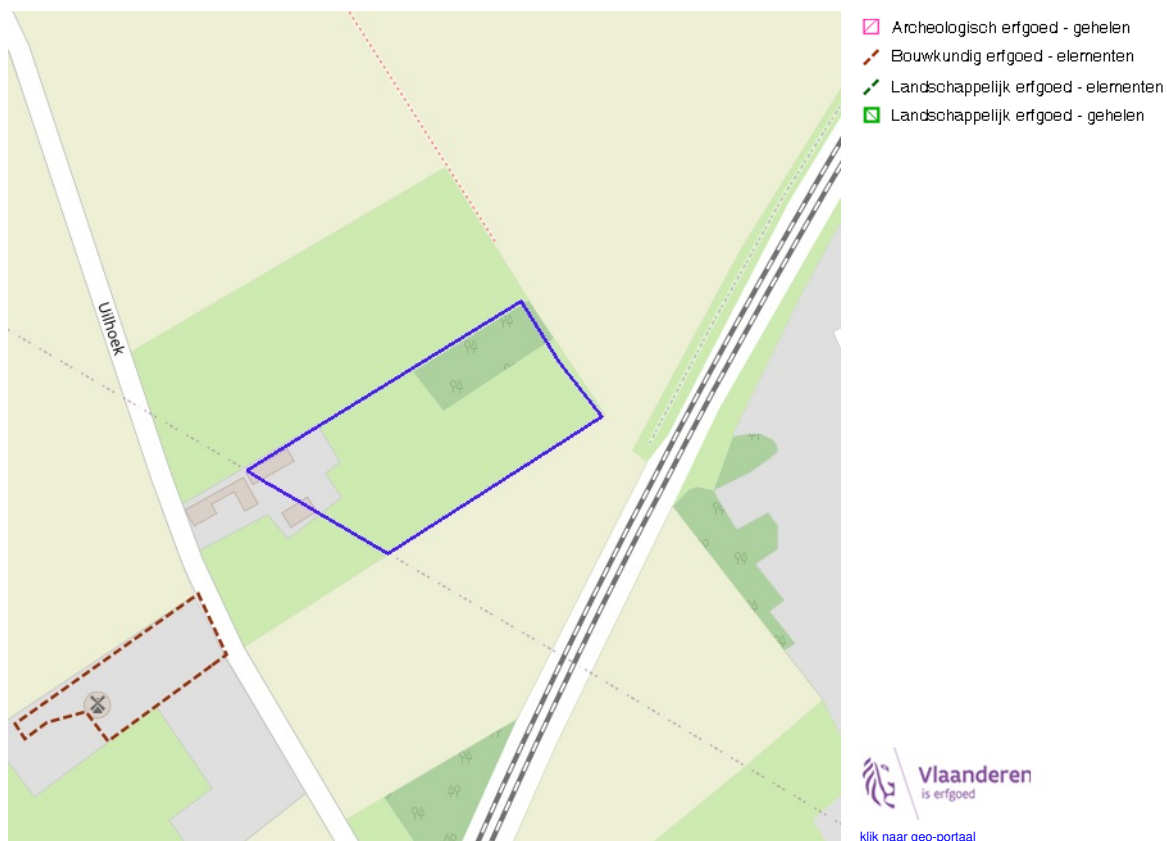 Archeologisch erfgoed - gehelen
Bouwkundig erfgoed - elementen
Landschappelijk erfgoed - elementen
Landschappelijk erfgoed - gehelen
Uilhoek
Vlaanderen
is erfgoed
klik naar geo-portaal